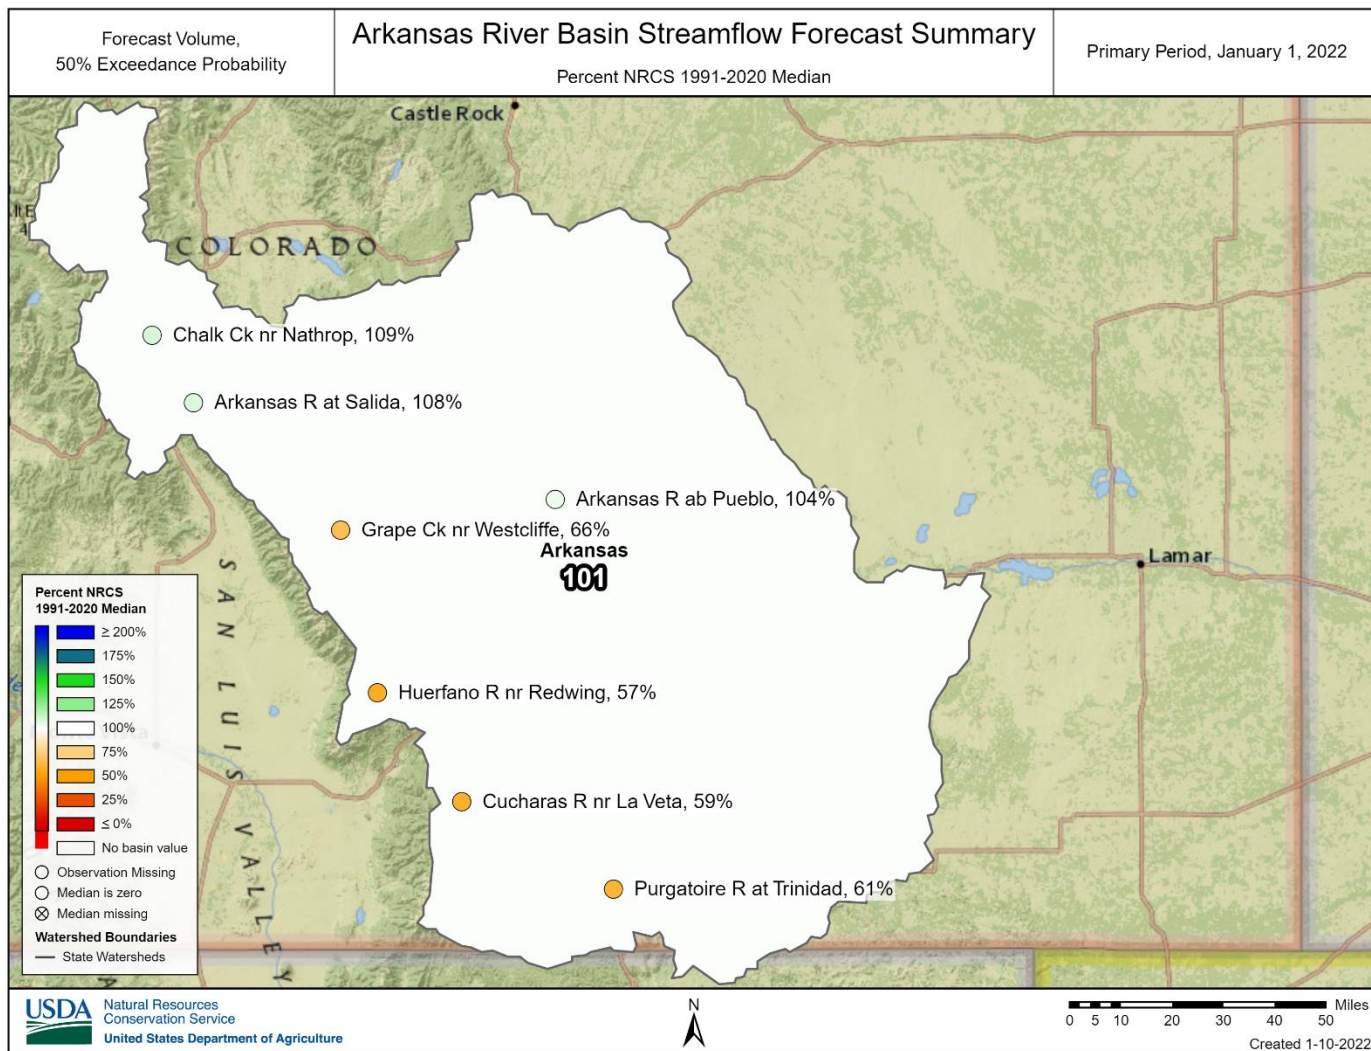 Forecast Volume,
50% Exceedance Probability
Arkansas River Basin Streamflow Forecast Summary
Percent NRCS 1991-2020 Median
Primary Period, January 1, 2022
Castle Rock
COLORADO
Chalk Ck nr Nathrop, 109%
Arkansas R at Salida, 108%
Arkansas R ab Pueblo, 104%
Grape Ck nr Westcliffe, 66%
Arkansas
101
Lamar
SAN LUIS VALLEY
Huerfano R nr Redwing, 57%
Cucharas R nr La Veta, 59%
Purgatoire R at Trinidad, 61%
Percent NRCS
1991-2020 Median
≥ 200%
175%
150%
125%
100%
75%
50%
25%
≤ 0%
No basin value
Observation Missing
Median is zero
Median missing
Watershed Boundaries
State Watersheds
USDA
Natural Resources
Conservation Service
United States Department of Agriculture
N
Miles
0 5 10 20 30 40 50
Created 1-10-2022